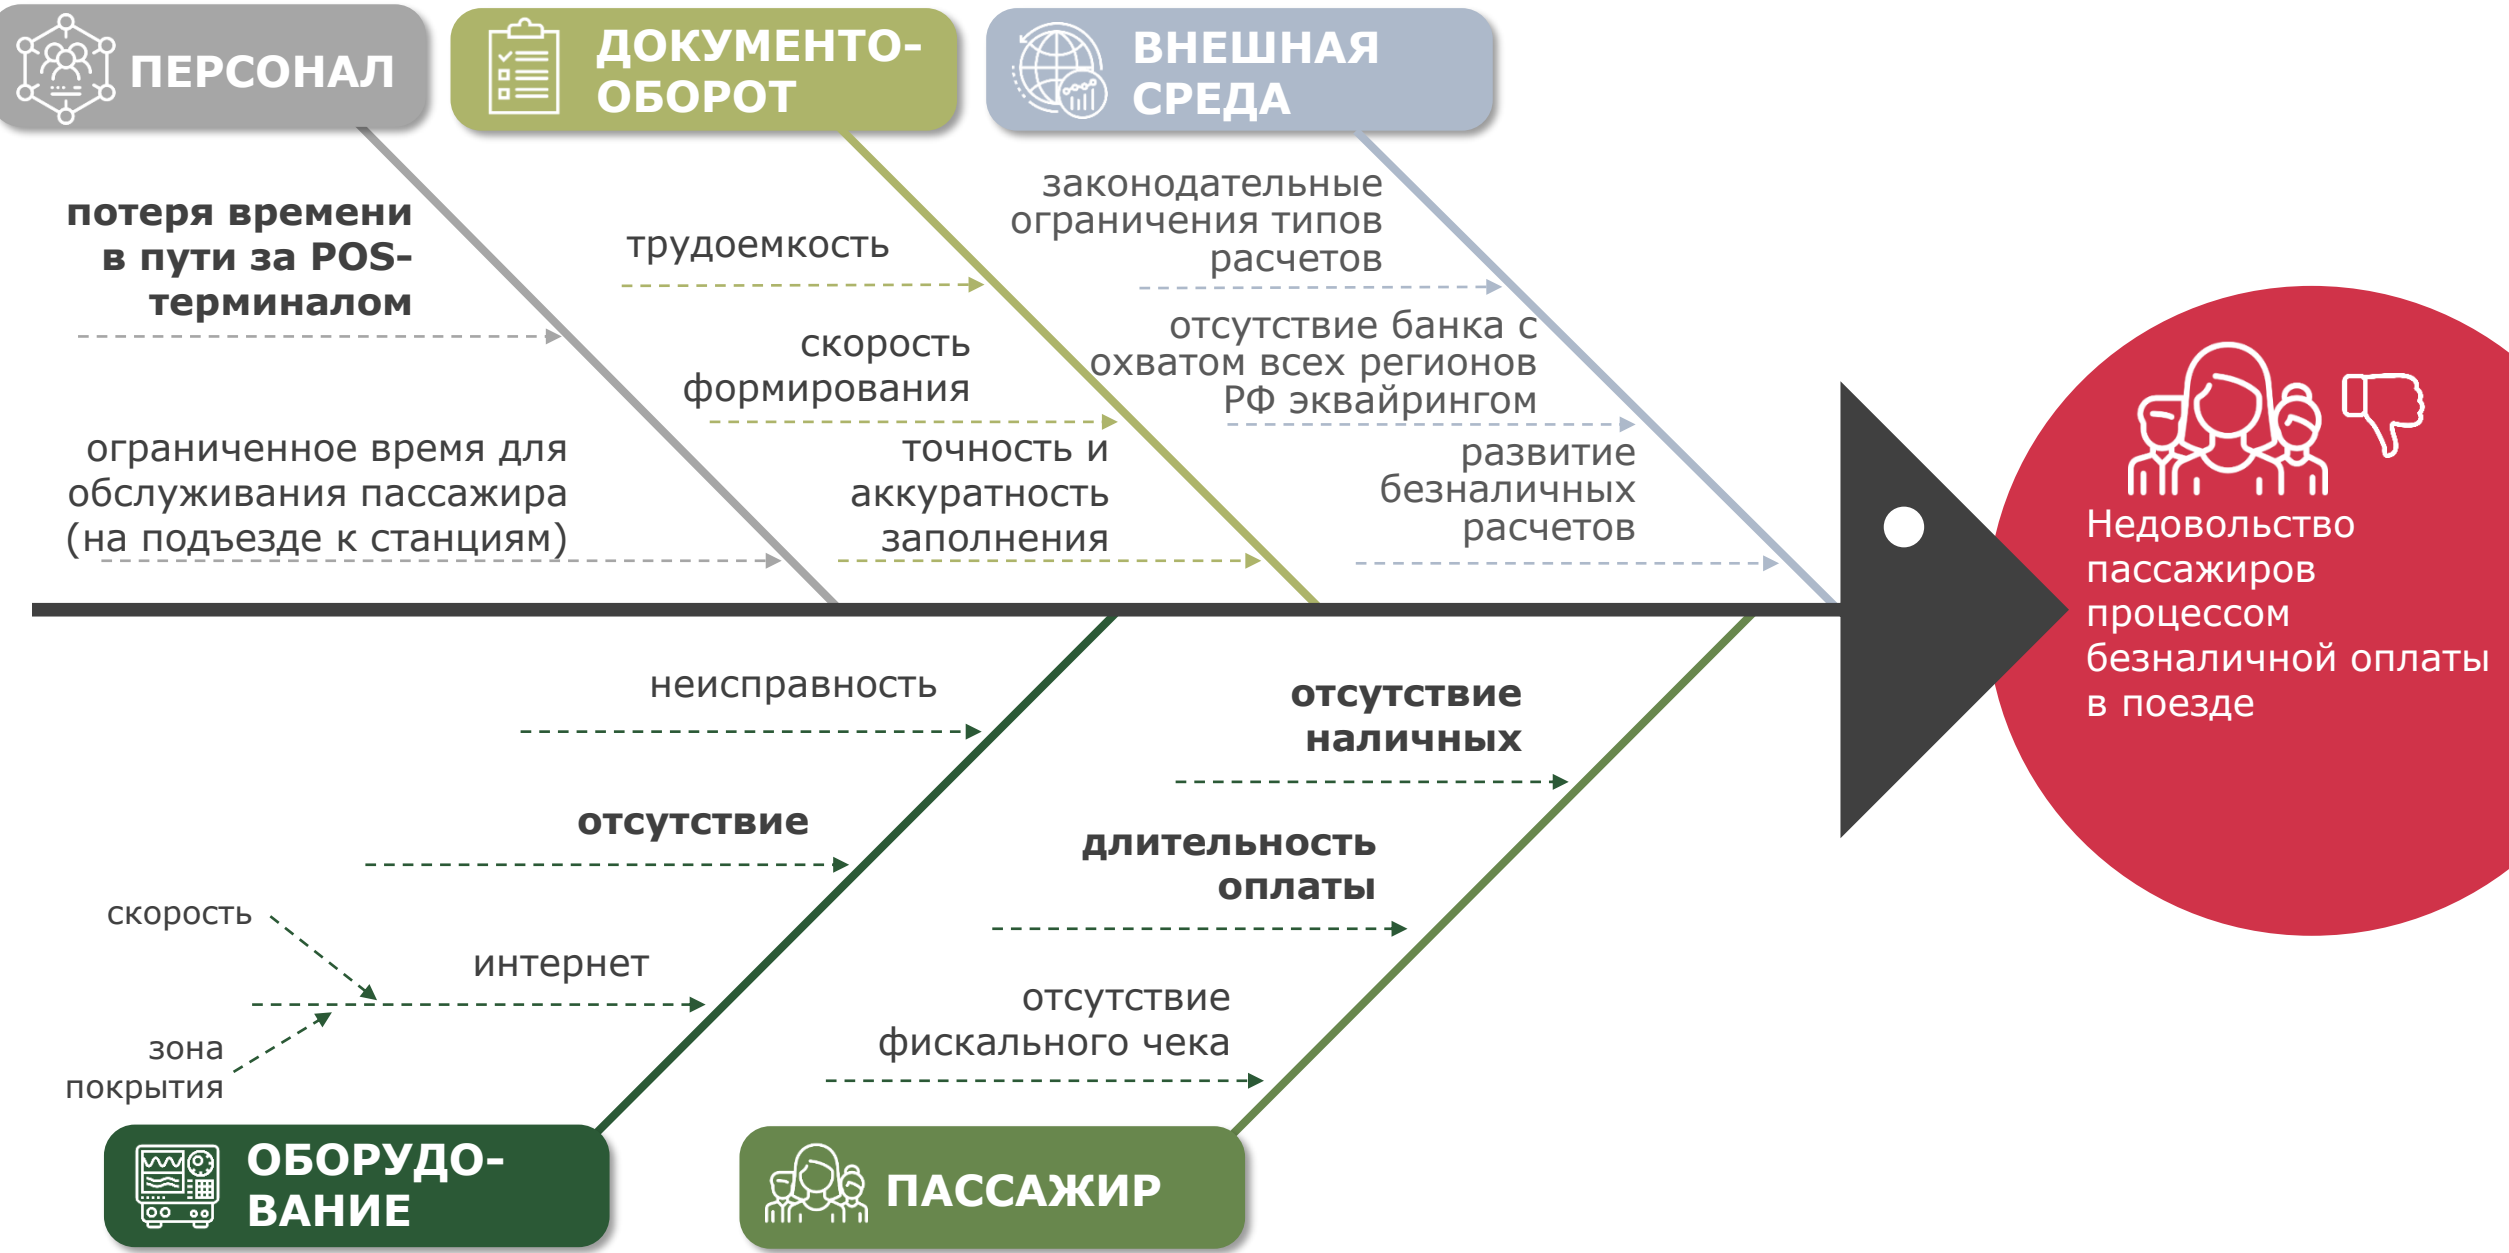 ПЕРСОНАЛ
ДОКУМЕНТО-
ОБОРОТ
ВНЕШНАЯ
СРЕДА
потеря времени
в пути за POS-
терминалом
ограниченное время для
обслуживания пассажира
(на подъезде к станциям)
трудоемкость
скорость
формирования
точность и
аккуратность
заполнения
законодательные
ограничения типов
расчетов
отсутствие банка с
охватом всех регионов
РФ эквайрингом
развитие
безналичных
расчетов
Недовольство
пассажиров
процессом
безналичной оплаты
в поезде
неисправность
отсутствие
скорость
интернет
зона
покрытия
отсутствие
наличных
длительность
оплаты
отсутствие
фискального чека
ОБОРУДО-
ВАНИЕ
ПАССАЖИР